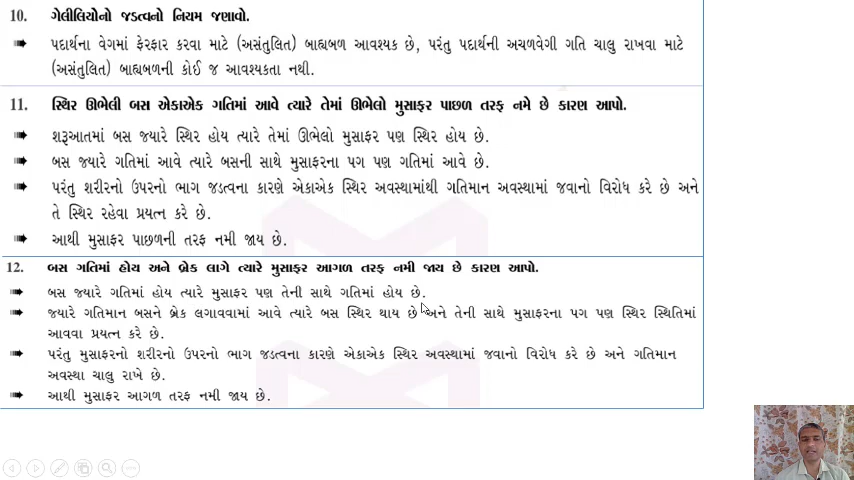 10. ગેલીલિયોનો જડત્વનો નિયમ જણાવો.
➠ પદાર્થના વેગમાં ફેરફાર કરવા માટે (અસંતુલિત) બાહ્યબળ આવશ્યક છે, પરંતુ પદાર્થની અચળવેગી ગતિ ચાલુ રાખવા માટે
(અસંતુલિત) બાહ્યબળની કોઈ જ આવશ્યકતા નથી.
11. સ્થિર ઊભેલી બસ એકાએક ગતિમાં આવે ત્યારે તેમાં ઊભેલો મુસાફર પાછળ તરફ નમે છે કારણ આપો.
➠ શરૂઆતમાં બસ જ્યારે સ્થિર હોય ત્યારે તેમાં ઊભેલો મુસાફર પણ સ્થિર હોય છે.
➠ બસ જ્યારે ગતિમાં આવે ત્યારે બસની સાથે મુસાફરના પગ પણ ગતિમાં આવે છે.
➠ પરંતુ શરીરનો ઉપરનો ભાગ જડત્વના કારણે એકાએક સ્થિર અવસ્થામાંથી ગતિમાન અવસ્થામાં જવાનો વિરોધ કરે છે અને
તે સ્થિર રહેવા પ્રયત્ન કરે છે.
➠ આથી મુસાફર પાછળની તરફ નમી જાય છે.
12. બસ ગતિમાં હોય અને બ્રેક લાગે ત્યારે મુસાફર આગળ તરફ નમી જાય છે કારણ આપો.
➠ બસ જ્યારે ગતિમાં હોય ત્યારે મુસાફર પણ તેની સાથે ગતિમાં હોય છે.
➠ જ્યારે ગતિમાન બસને બ્રેક લગાવવામાં આવે ત્યારે બસ સ્થિર થાય છે અને તેની સાથે મુસાફરના પગ પણ સ્થિર સ્થિતિમાં
આવવા પ્રયત્ન કરે છે.
➠ પરંતુ મુસાફરનો શરીરનો ઉપરનો ભાગ જડત્વના કારણે એકાએક સ્થિર અવસ્થામાં જવાનો વિરોધ કરે છે અને ગતિમાન
અવસ્થા ચાલુ રાખે છે.
➠ આથી મુસાફર આગળ તરફ નમી જાય છે.